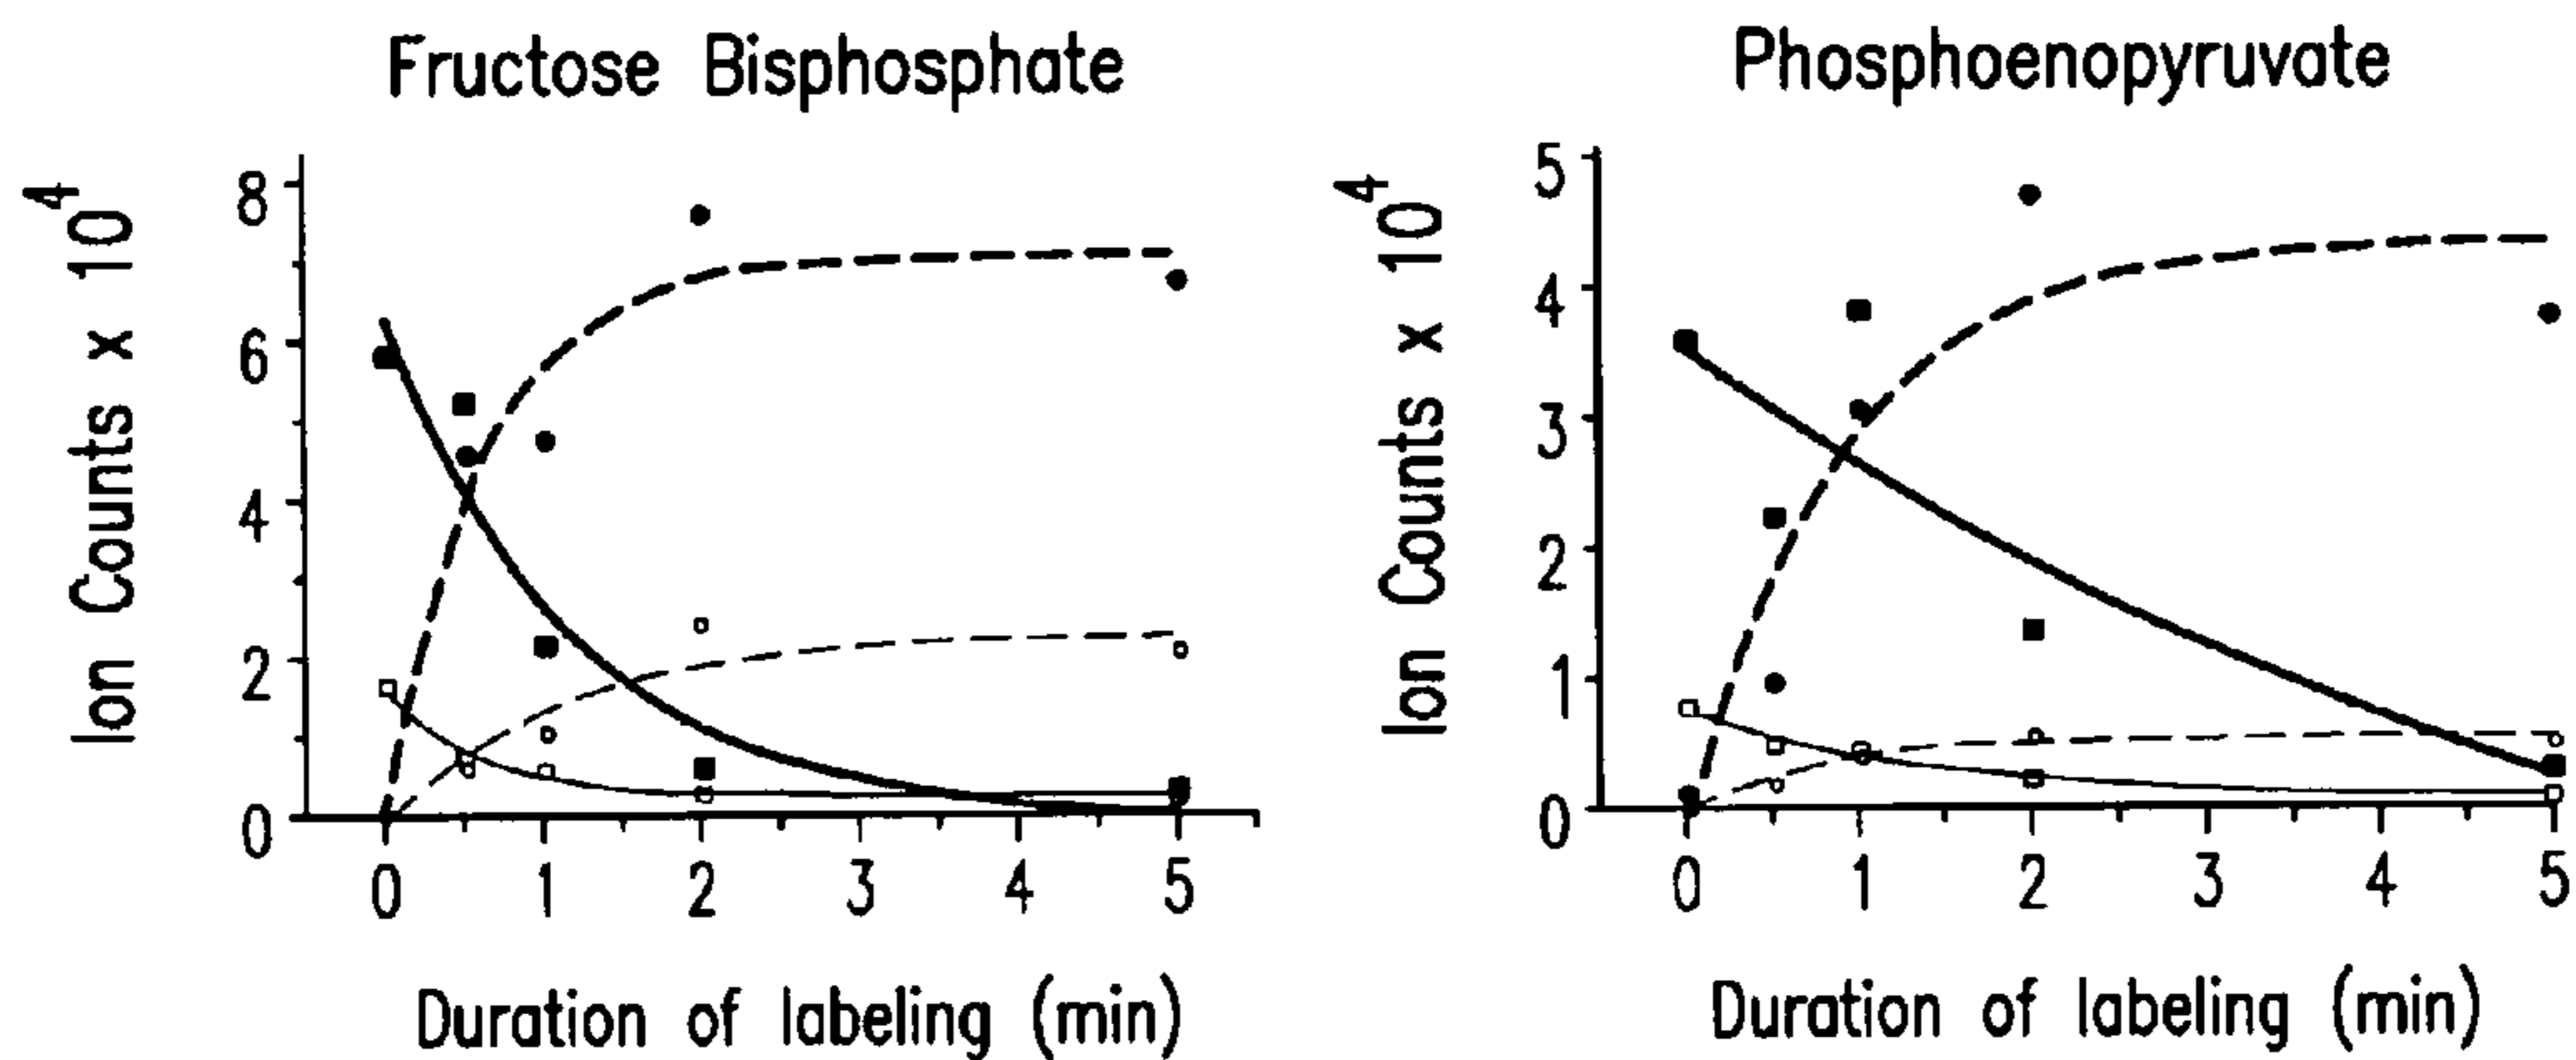 Fructose Bisphosphate
Ion Counts x 10^4
8
6
4
2
0
0 1 2 3 4 5
Duration of labeling (min)
Phosphoenopyruvate
Ion Counts x 10^4
5
4
3
2
1
0
0 1 2 3 4 5
Duration of labeling (min)